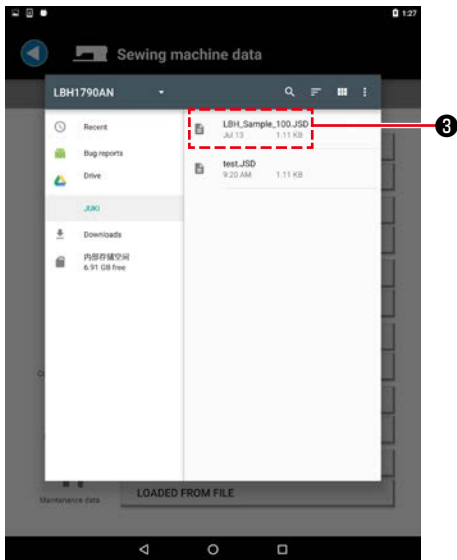 1:27
Sewing machine data
LBH1790AN
Recent
Bug reports
Drive
JUKI
Downloads
内部存储空间
6.91 GB free
LBH_Sample_100.JSD
Jul 13 1.11 KB
test.JSD
9:20 AM 1.11 KB
❸
Maintenance data
LOADED FROM FILE